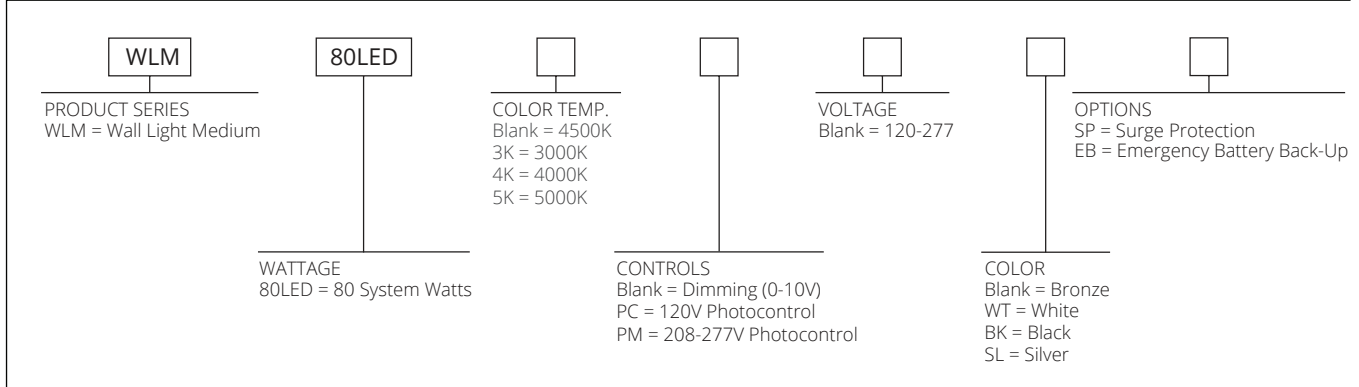 WLM
80LED
PRODUCT SERIES
WLM = Wall Light Medium
COLOR TEMP.
Blank = 4500K
3K = 3000K
4K = 4000K
5K = 5000K
VOLTAGE
Blank = 120-277
OPTIONS
SP = Surge Protection
EB = Emergency Battery Back-Up
WATTAGE
80LED = 80 System Watts
CONTROLS
Blank = Dimming (0-10V)
PC = 120V Photocontrol
PM = 208-277V Photocontrol
COLOR
Blank = Bronze
WT = White
BK = Black
SL = Silver